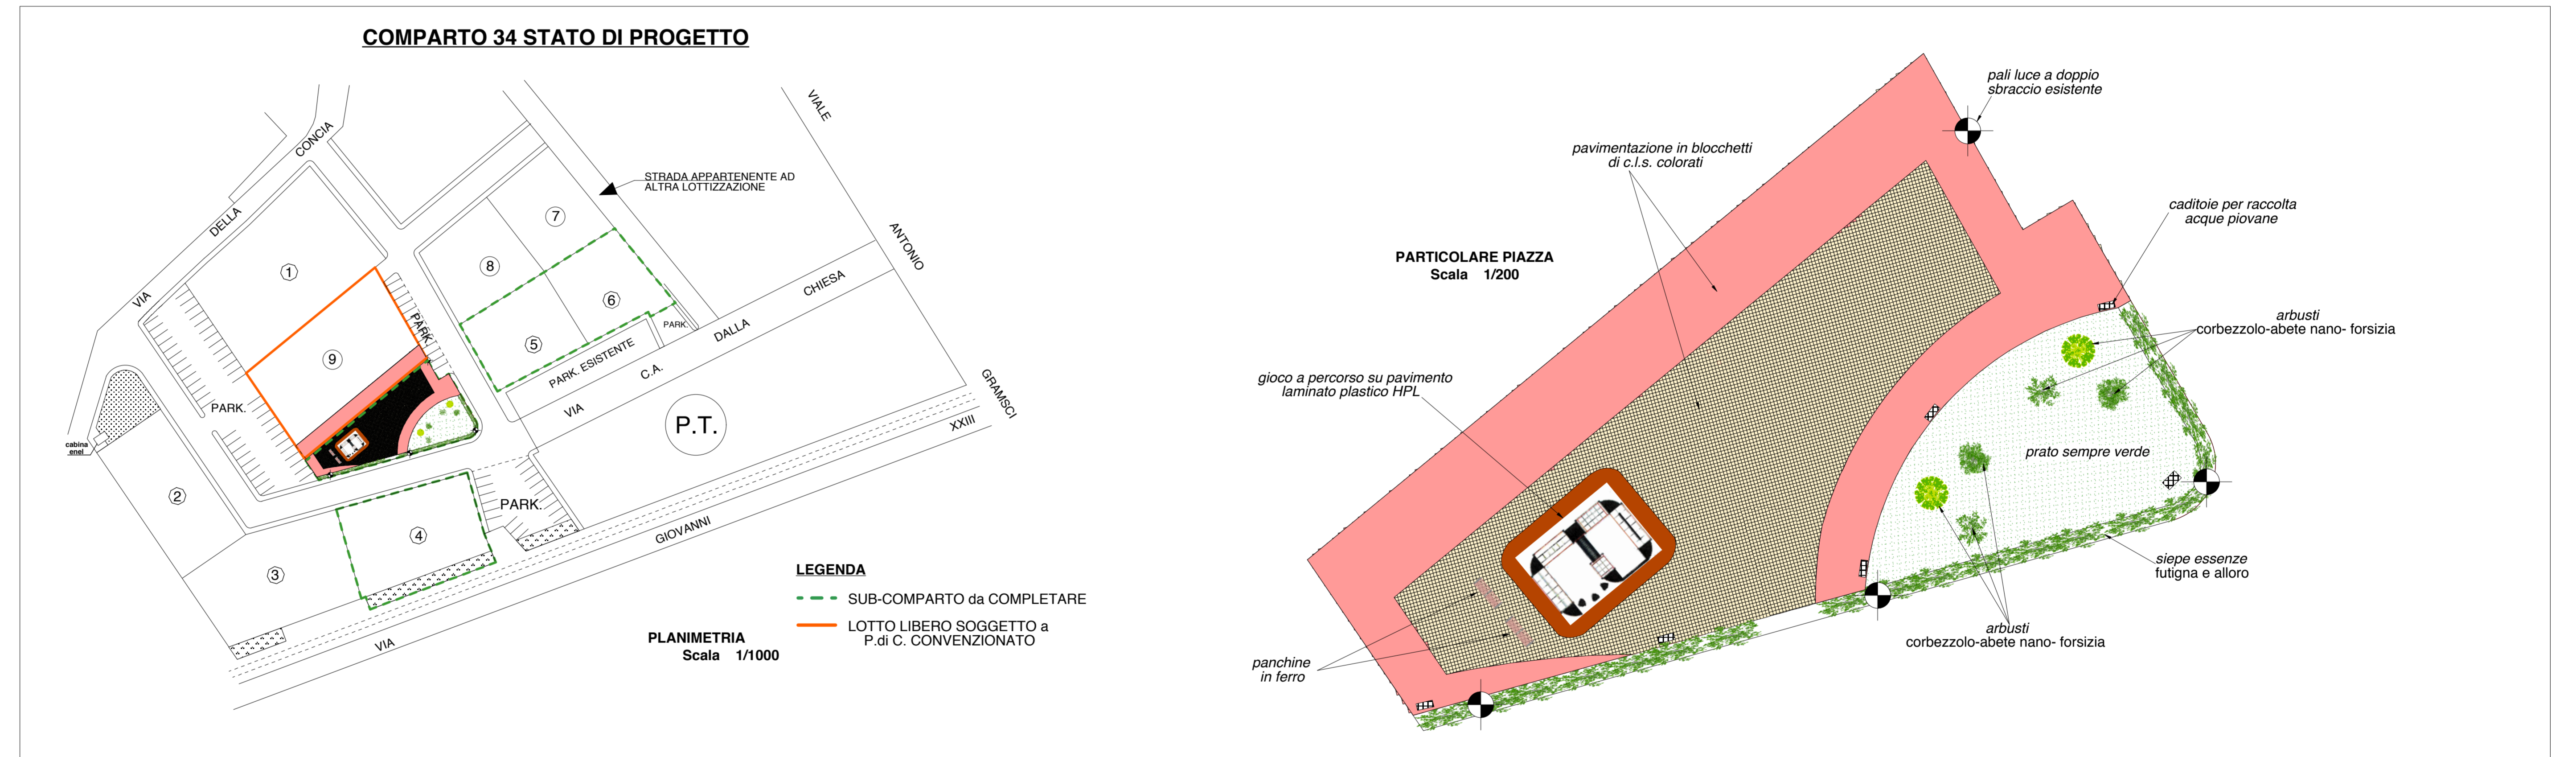 COMPARTO 34 STATO DI PROGETTO
VIA
DELLA
CONCIA
VIALE
ANTONIO
GRAMSCI
STRADA APPARTENENTE AD
ALTRA LOTTIZZAZIONE
1
7
8
6
5
9
PARK.
PARK.
PARK.
PARK. ESISTENTE
VIA
C.A.
DALLA
CHIESA
P.T.
cabina
enel
2
3
4
PARK.
VIA
GIOVANNI
XXIII
LEGENDA
SUB-COMPARTO da COMPLETARE
LOTTO LIBERO SOGGETTO a
P.di C. CONVENZIONATO
PLANIMETRIA
Scala 1/1000
PARTICOLARE PIAZZA
Scala 1/200
pali luce a doppio
sbraccio esistente
pavimentazione in blocchetti
di c.l.s. colorati
caditoie per raccolta
acque piovane
arbusti
corbezzolo-abete nano- forsizia
gioco a percorso su pavimento
laminato plastico HPL
prato sempre verde
siepe essenze
futigna e alloro
arbusti
corbezzolo-abete nano- forsizia
panchine
in ferro